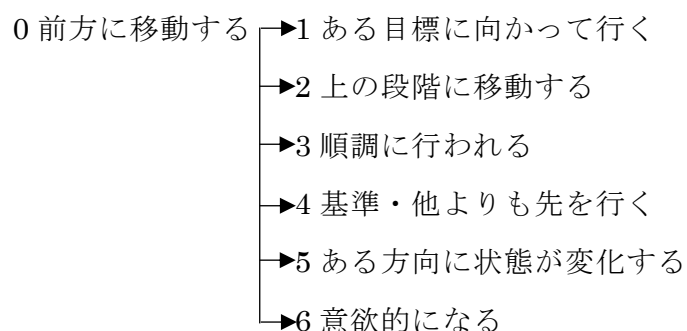 0 前方に移動する 1 ある目標に向かって行く
2 上の段階に移動する
3 順調に行われる
4 基準・他よりも先を行く
5 ある方向に状態が変化する
6 意欲的になる